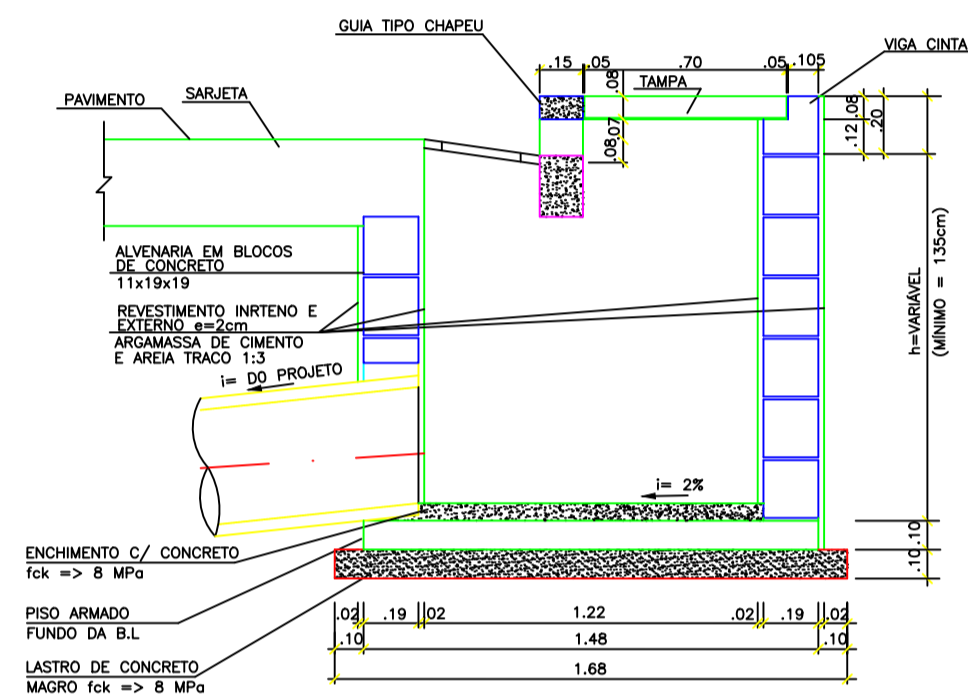 GUIA TIPO CHAPEU
VIGA CINTA
.15 .05 .70 .05 .105
.08
TAMPA
PAVIMENTO
SARJETA
.08 .07
.12 .08
.20
ALVENARIA EM BLOCOS
DE CONCRETO
11x19x19
REVESTIMENTO INRTENO E
EXTERNO e=2cm
ARGAMASSA DE CIMENTO
E AREIA TRACO 1:3
h=VARIÁVEL
(MÍNIMO = 135cm)
i= DO PROJETO
i= 2%
.10 .10
ENCHIMENTO C/ CONCRETO
fck => 8 MPa
PISO ARMADO
FUNDO DA B.L
LASTRO DE CONCRETO
MAGRO fck => 8 MPa
.02 .19 .02 1.22 .02 .19 .02
.10 1.48 .10
1.68